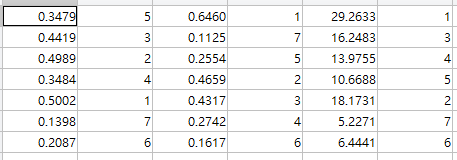 0.3479 5 0.6460 1 29.2633 1
0.4419 3 0.1125 7 16.2483 3
0.4989 2 0.2554 5 13.9755 4
0.3484 4 0.4659 2 10.6688 5
0.5002 1 0.4317 3 18.1731 2
0.1398 7 0.2742 4 5.2271 7
0.2087 6 0.1617 6 6.4441 6